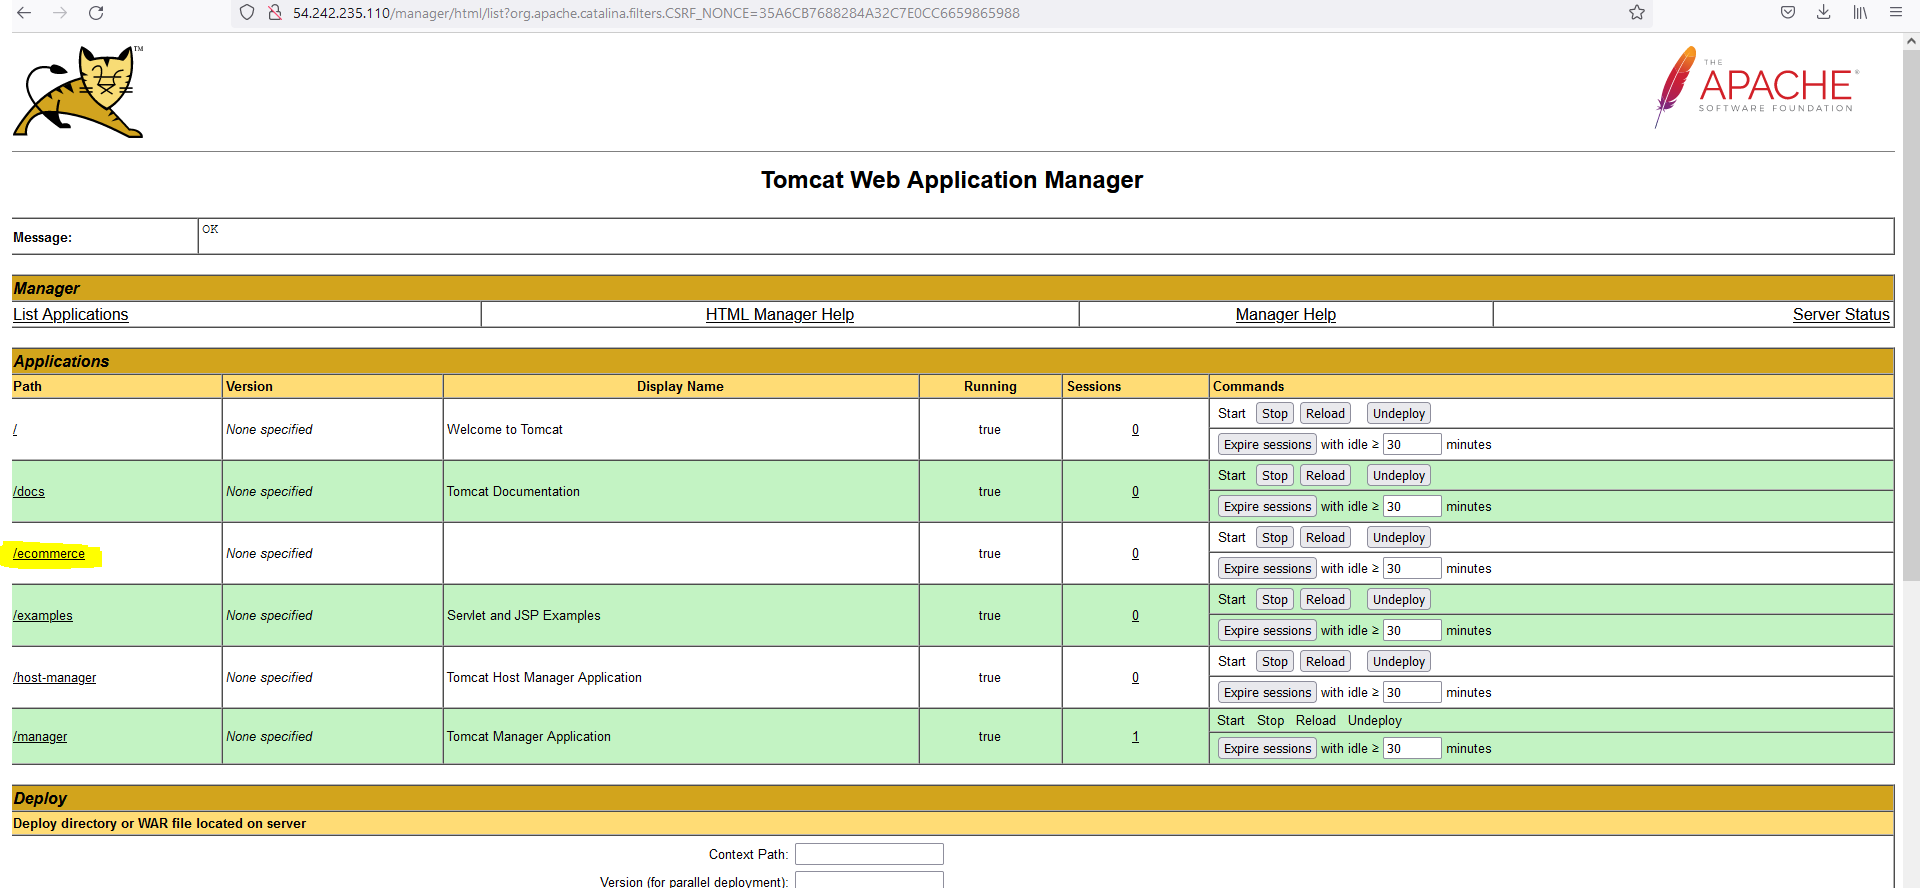 54.242.235.110/manager/html/list?org.apache.catalina.filters.CSRF_NONCE=35A6CB7688284A32C7E0CC6659865988
TM
THE
APACHE®
SOFTWARE FOUNDATION
Tomcat Web Application Manager
Message: OK
Manager
List Applications HTML Manager Help Manager Help Server Status
Applications
Path Version Display Name Running Sessions Commands
/ None specified Welcome to Tomcat true 0 Start Stop Reload Undeploy
Expire sessions with idle ≥ 30 minutes
/docs None specified Tomcat Documentation true 0 Start Stop Reload Undeploy
Expire sessions with idle ≥ 30 minutes
/ecommerce None specified true 0 Start Stop Reload Undeploy
Expire sessions with idle ≥ 30 minutes
/examples None specified Servlet and JSP Examples true 0 Start Stop Reload Undeploy
Expire sessions with idle ≥ 30 minutes
/host-manager None specified Tomcat Host Manager Application true 0 Start Stop Reload Undeploy
Expire sessions with idle ≥ 30 minutes
/manager None specified Tomcat Manager Application true 1 Start Stop Reload Undeploy
Expire sessions with idle ≥ 30 minutes
Deploy
Deploy directory or WAR file located on server
Context Path:
Version (for parallel deployment):